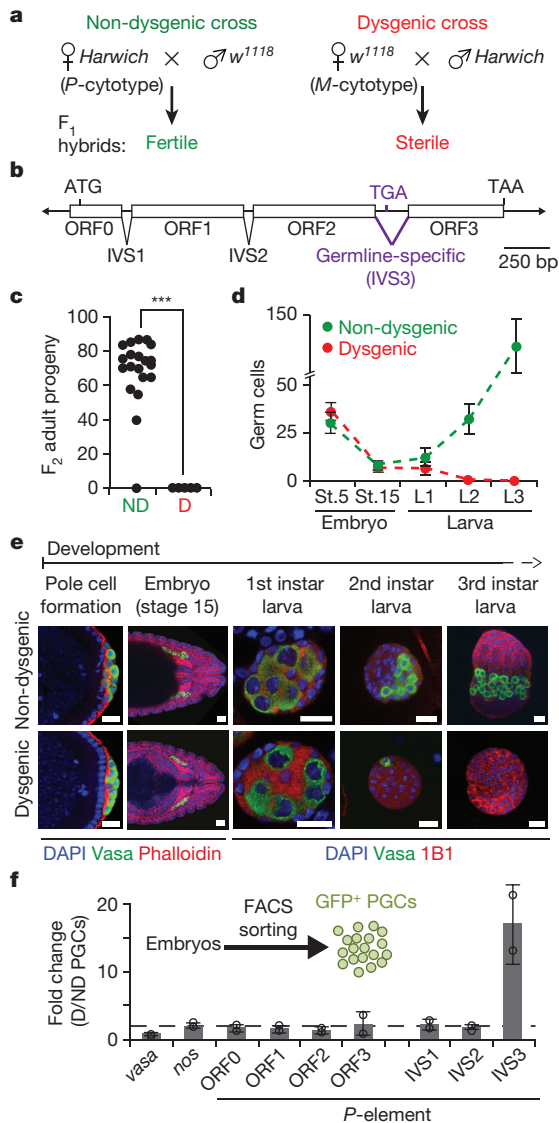 a
Non-dysgenic cross
Dysgenic cross
♀ Harwich × ♂ w1118
♀ w1118 × ♂ Harwich
(P-cytotype)
(M-cytotype)
F1 hybrids:
Fertile
Sterile
b
ATG
TGA
TAA
ORF0
ORF1
ORF2
ORF3
IVS1
IVS2
Germline-specific
(IVS3)
250 bp
c
F2 adult progeny
100
80
60
40
20
0
***
ND
D
d
Germ cells
150
50
25
0
Non-dysgenic
Dysgenic
St.5
St.15
L1
L2
L3
Embryo
Larva
e
Development
Pole cell formation
Embryo (stage 15)
1st instar larva
2nd instar larva
3rd instar larva
Non-dysgenic
Dysgenic
DAPI Vasa Phalloidin
DAPI Vasa 1B1
f
Fold change
(D/ND PGCs)
20
10
2
0
Embryos
FACS sorting
GFP+ PGCs
vasa
nos
ORF0
ORF1
ORF2
ORF3
IVS1
IVS2
IVS3
P-element